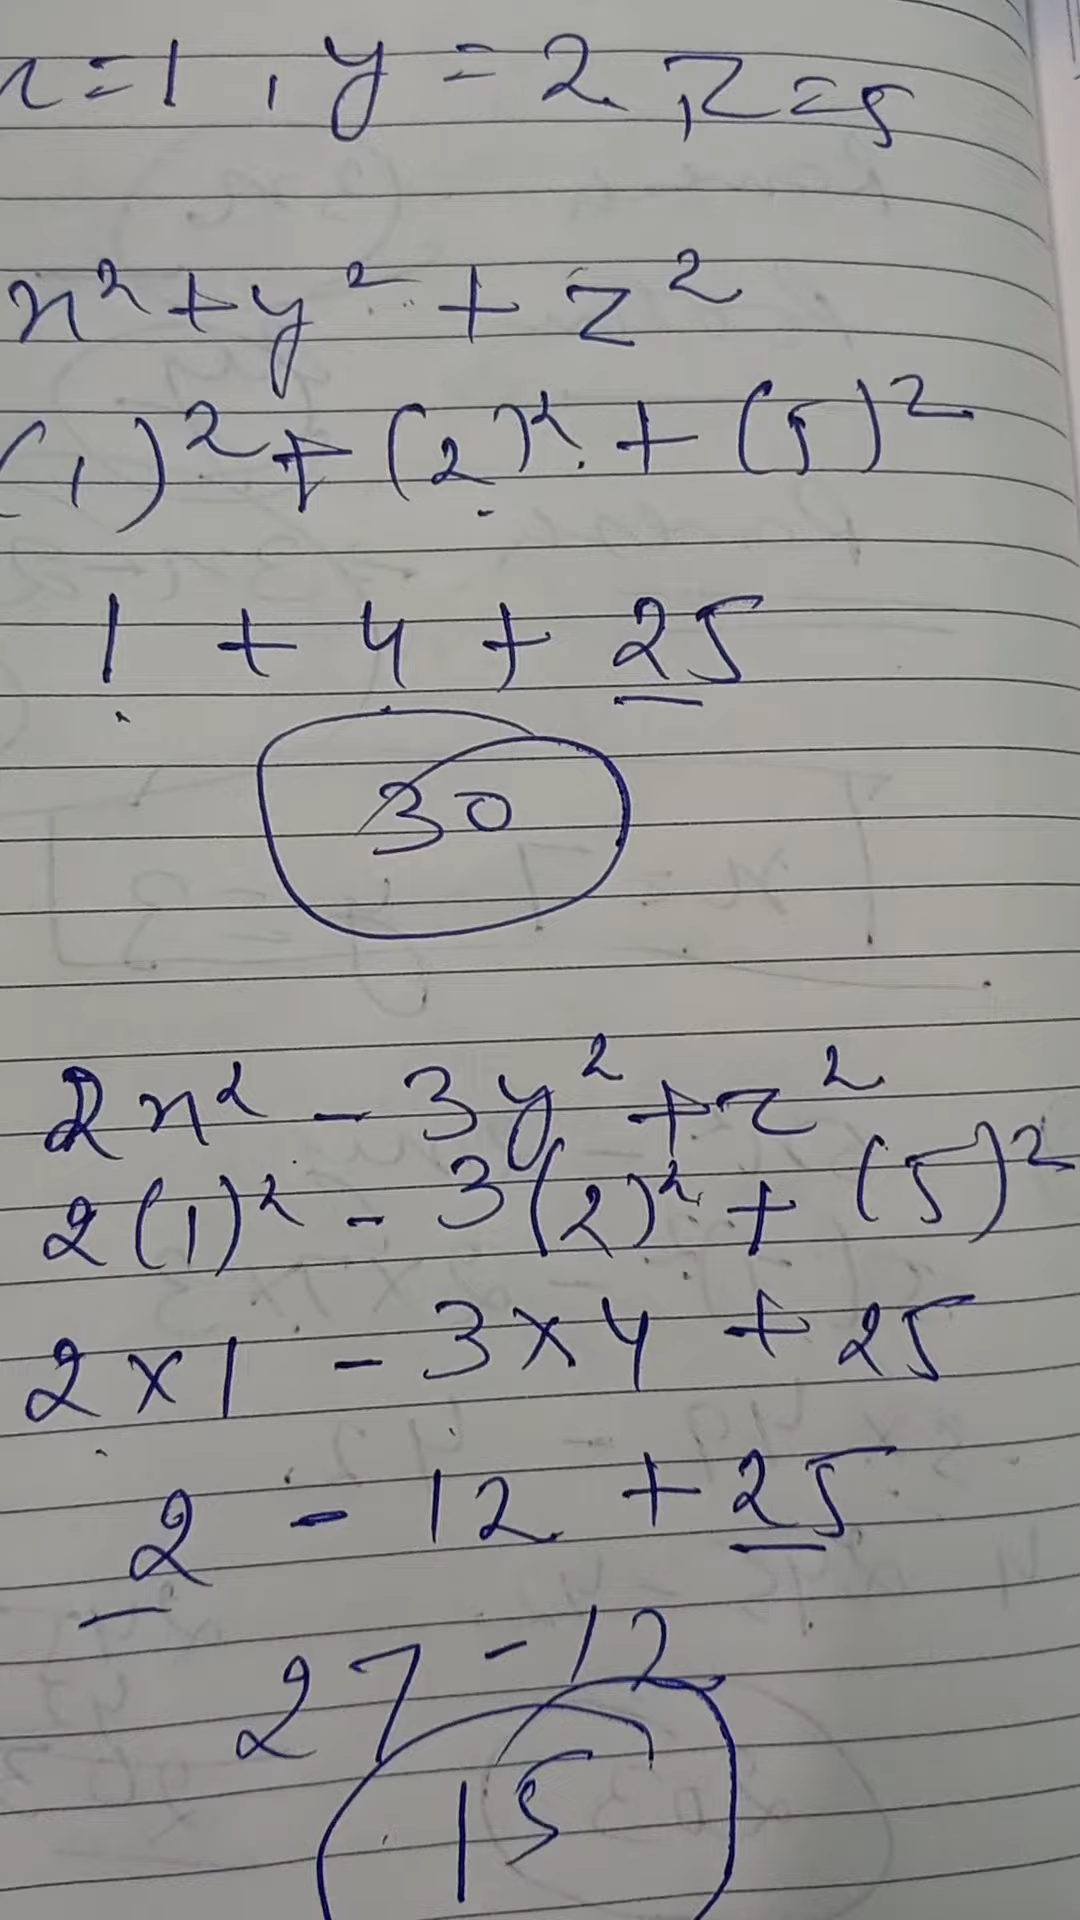 x=1, y=2, z=5
x²+y²+z²
(1)²+(2)²+(5)²
1+4+25
30
2x²-3y²+z²
2(1)²-3(2)²+(5)²
2×1-3×4+25
2-12+25
27-12
15